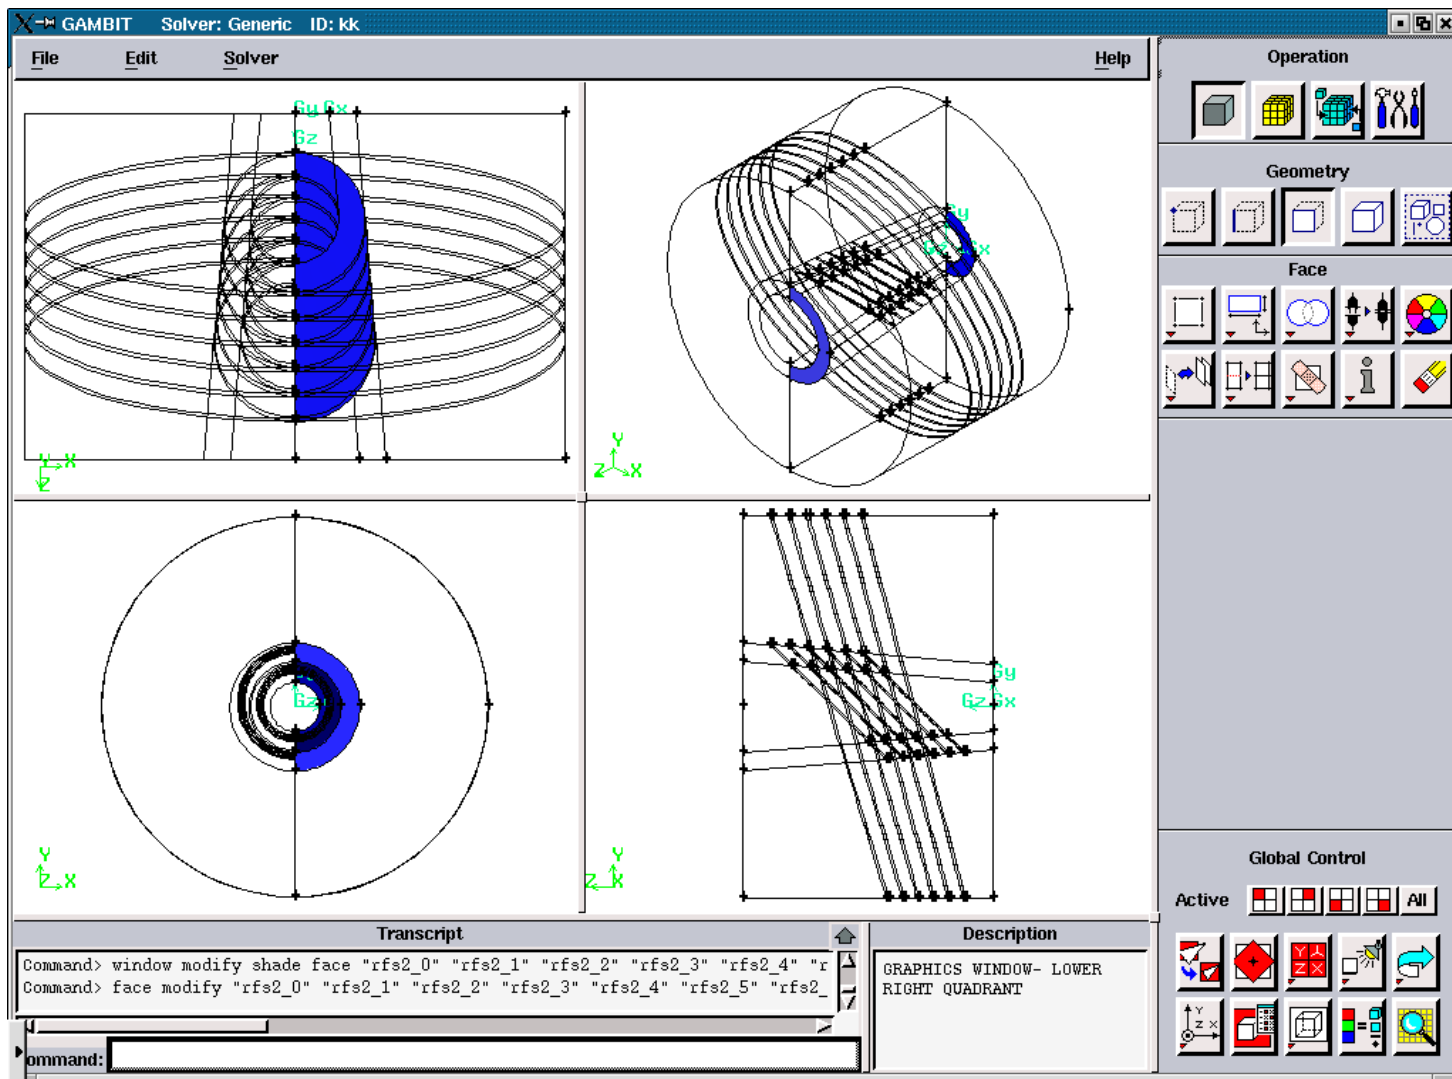 GAMBIT Solver: Generic ID: kk
File Edit Solver Help
Operation
Geometry
Face
Gy Gx
Gz
Y X
Z
Gy
Gz Gx
Y
Z X
Gz
Y
Z X
Gy
Gz Gx
Y
Z X
Global Control
Active All
Y
Z X
Y
Z X
Transcript
Command> window modify shade face "rfs2_0" "rfs2_1" "rfs2_2" "rfs2_3" "rfs2_4" "r
Command> face modify "rfs2_0" "rfs2_1" "rfs2_2" "rfs2_3" "rfs2_4" "rfs2_5" "rfs2_
ommand:
Description
GRAPHICS WINDOW- LOWER
RIGHT QUADRANT